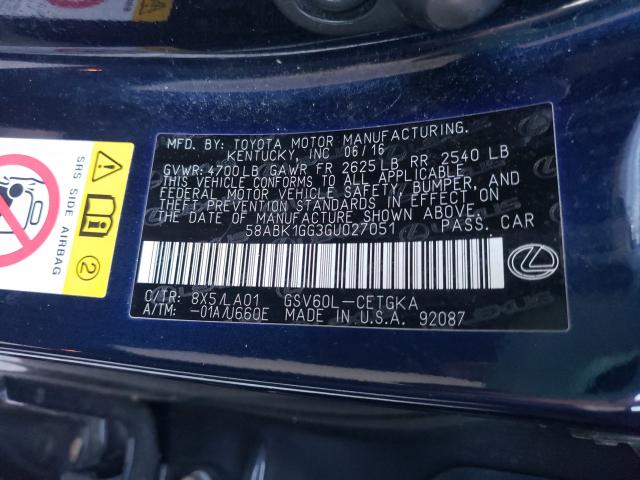 MFD. BY: TOYOTA MOTOR MANUFACTURING.
KENTUCKY, INC 06/16
GVWR: 4700LB GAWR FR 2625LB RR 2540 LB
THIS VEHICLE CONFORMS TO ALL APPLICABLE
FEDERAL MOTOR VEHICLE SAFETY, BUMPER, AND
THEFT PREVENTION STANDARDS IN EFFECT ON
THE DATE OF MANUFACTURE SHOWN ABOVE.
58ABK1GG3GU027051 PASS. CAR
C/TR: 8X5/LA01 GSV60L-CETGKA
A/TM: -01A/U660E MADE IN U.S.A. 92087
LEXUS
SRS SIDE AIRBAG
2